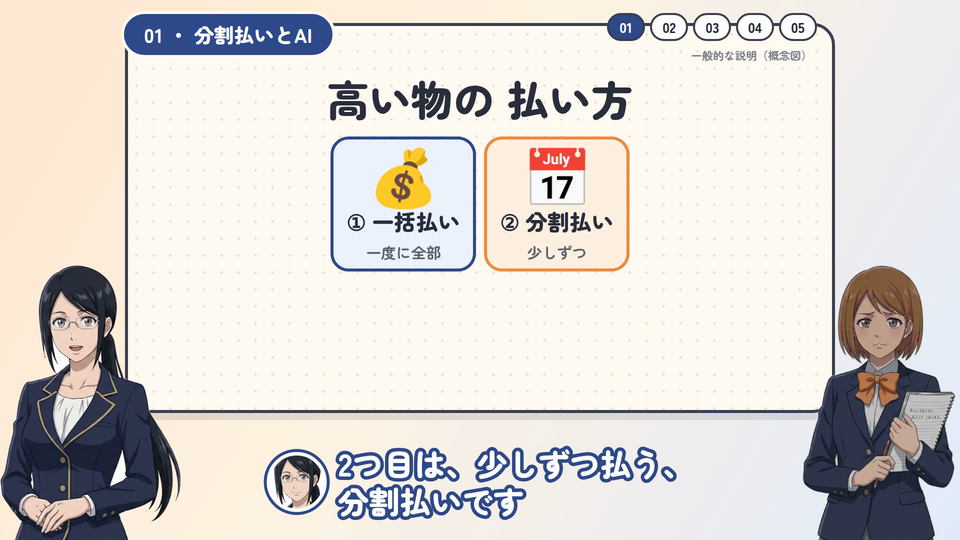 01 ・ 分割払いとAI
01 02 03 04 05
一般的な説明（概念図）
高い物の 払い方
$
① 一括払い
一度に全部
July
17
② 分割払い
少しずつ
2つ目は、少しずつ払う、
分割払いです